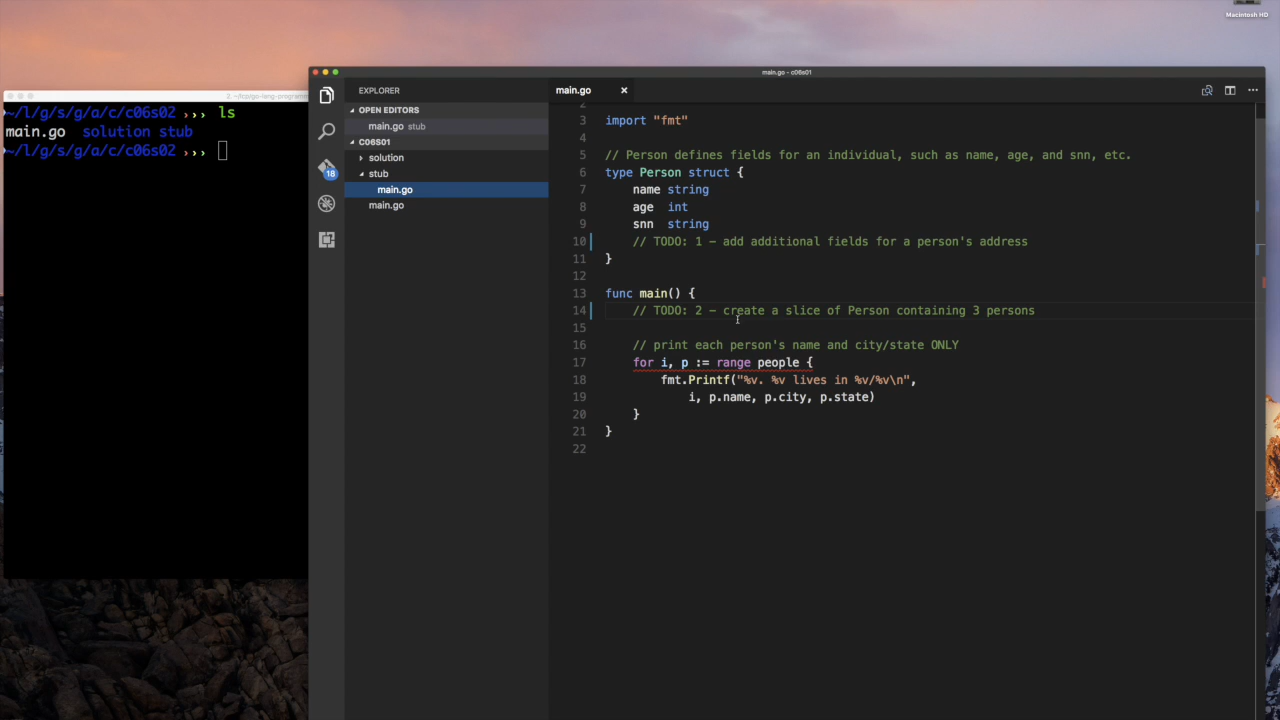 Macintosh HD
main.go - c06s01
~/l/g/s/g/a/c/c06s02 ››› ls
main.go solution stub
~/l/g/s/g/a/c/c06s02 ›››
EXPLORER
OPEN EDITORS
main.go stub
C06S01
solution
stub
18
main.go
main.go
main.go
2
3 import "fmt"
4
5 // Person defines fields for an individual, such as name, age, and snn, etc.
6 type Person struct {
7 name string
8 age int
9 snn string
10 // TODO: 1 - add additional fields for a person's address
11 }
12
13 func main() {
14 // TODO: 2 - create a slice of Person containing 3 persons
15
16 // print each person's name and city/state ONLY
17 for i, p := range people {
18 fmt.Printf("%v. %v lives in %v/%v\n",
19 i, p.name, p.city, p.state)
20 }
21 }
22